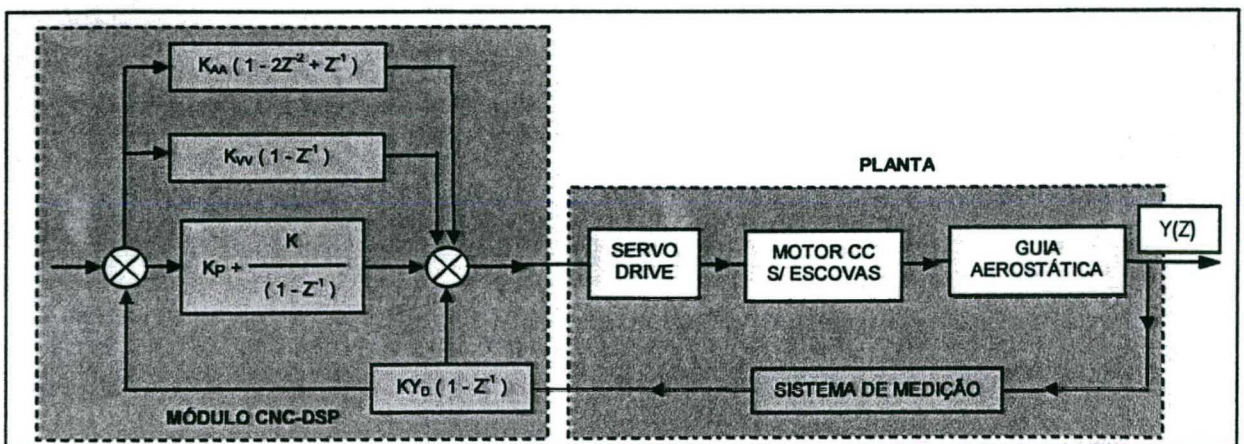 K_AA ( 1 - 2Z^-2 + Z^-1 )
K_VV ( 1 - Z^-1 )
K
K_P +
( 1 - Z^-1 )
KY_D ( 1 - Z^-1 )
MÓDULO CNC-DSP
PLANTA
SERVO
DRIVE
MOTOR CC
S/ ESCOVAS
GUIA
AEROSTÁTICA
Y(Z)
SISTEMA DE MEDIÇÃO